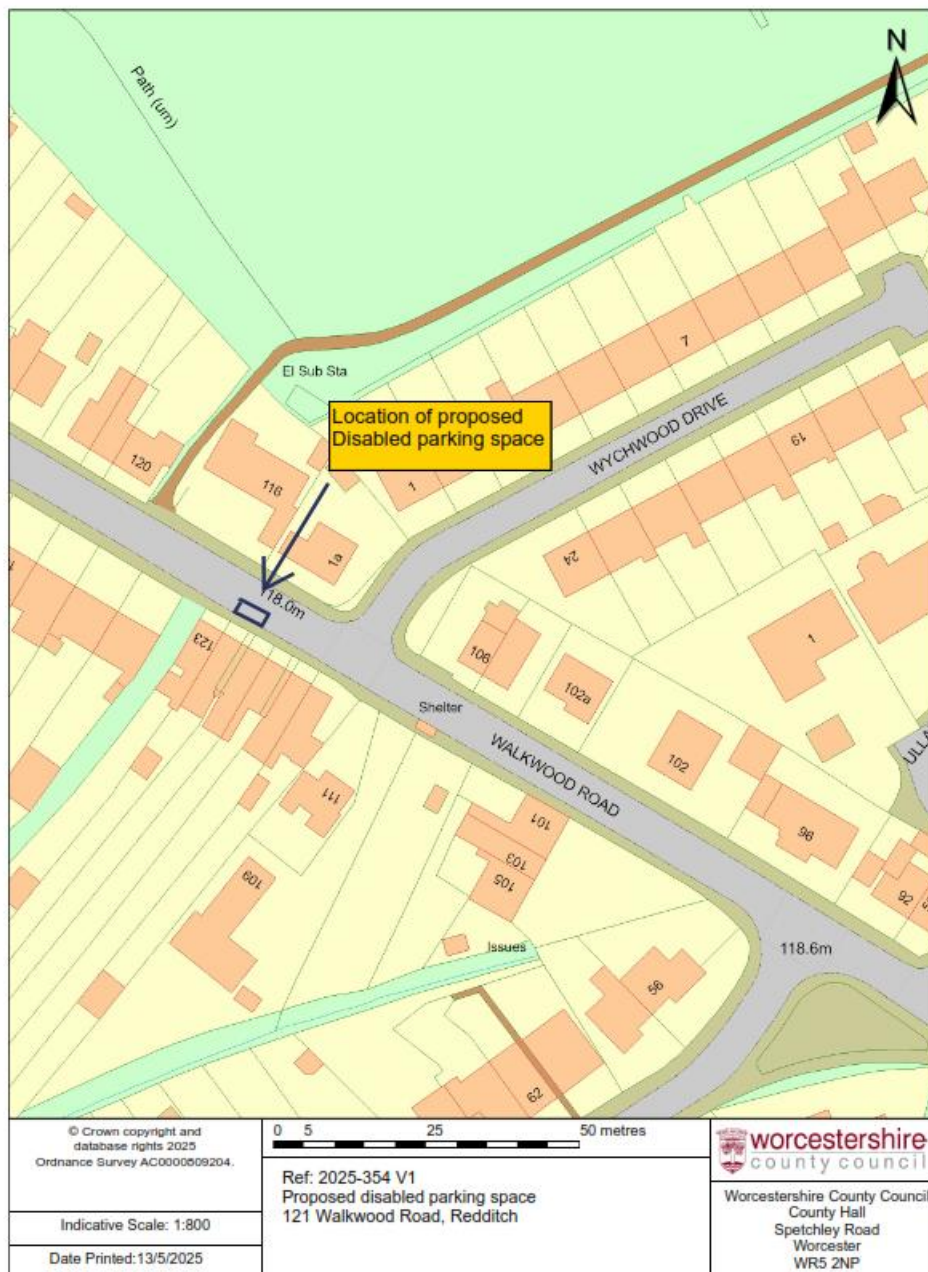 N
Path (um)
El Sub Sta
7
Location of proposed
Disabled parking space
WYCHWOOD DRIVE
19
120
116
1
1a
24
118.0m
1
123
106
102a
Shelter
102
WALKWOOD ROAD
111
101
96
103
109
105
92
Issues
118.6m
56
62
© Crown copyright and
database rights 2025
Ordnance Survey AC0000809204.
Indicative Scale: 1:800
Date Printed:13/5/2025
0 5 25 50 metres
Ref: 2025-354 V1
Proposed disabled parking space
121 Walkwood Road, Redditch
worcestershire
county council
Worcestershire County Council
County Hall
Spetchley Road
Worcester
WR5 2NP